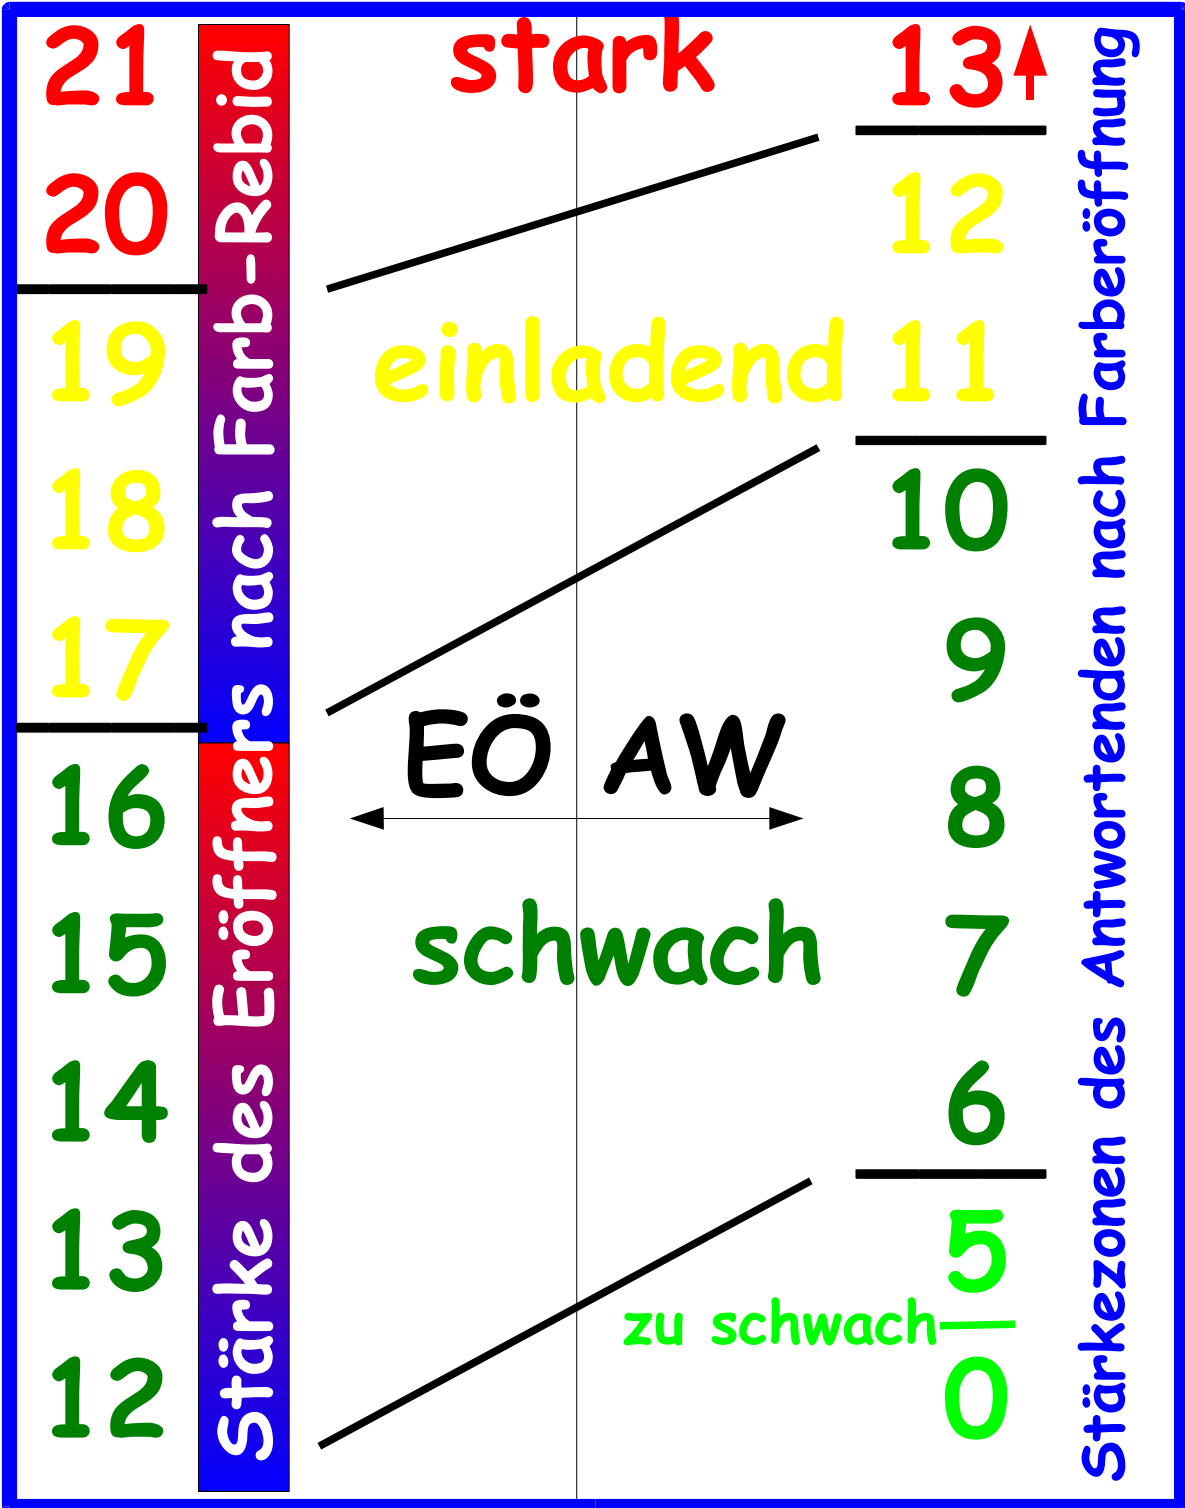 21
20
19
18
17
16
15
14
13
12
Stärke des Eröffners nach Farb-Rebid
stark
einladend
EÖ AW
schwach
zu schwach
13
12
11
10
9
8
7
6
5
0
Stärkezonen des Antwortenden nach Farberöffnung